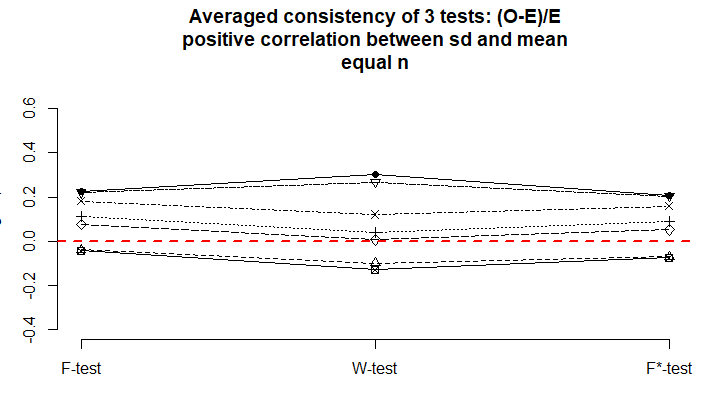 Averaged consistency of 3 tests: (O-E)/E
positive correlation between sd and mean
equal n
0.6
0.4
0.2
0.0
-0.2
-0.4
F-test
W-test
F*-test